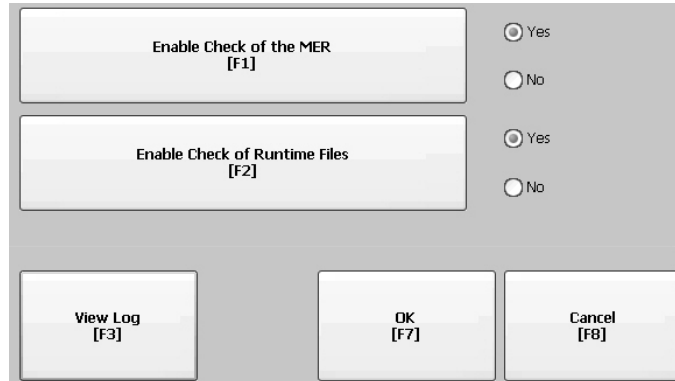 Enable Check of the MER
[F1]
Yes
No
Enable Check of Runtime Files
[F2]
Yes
No
View Log
[F3]
OK
[F7]
Cancel
[F8]